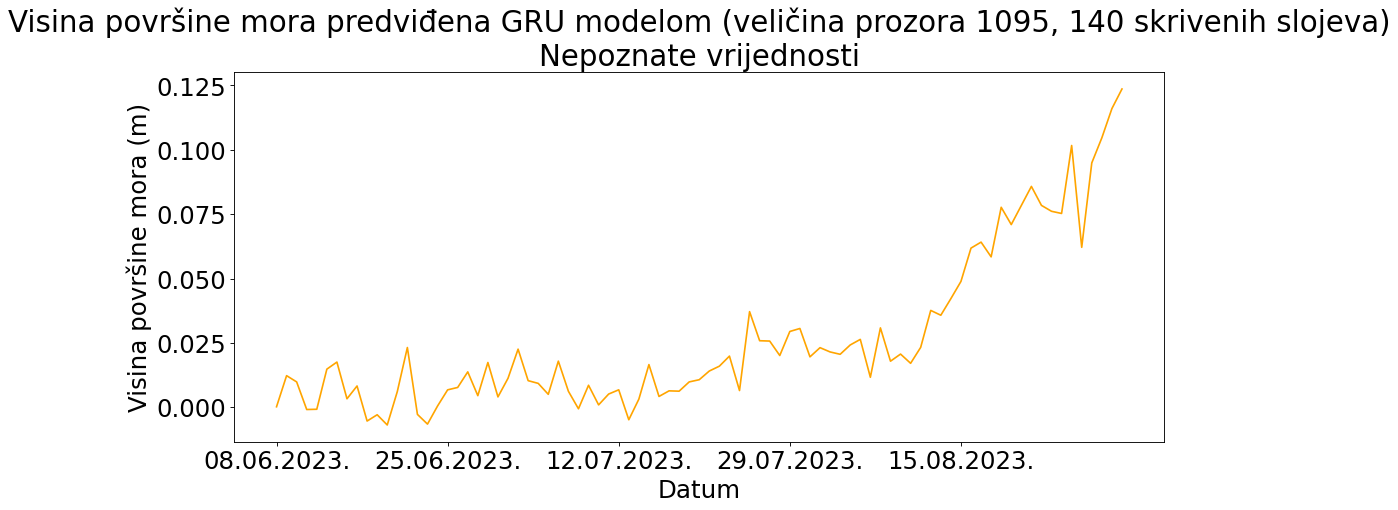 Visina površine mora predviđena GRU modelom (veličina prozora 1095, 140 skrivenih slojeva)
Nepoznate vrijednosti
Visina površine mora (m)
0.125
0.100
0.075
0.050
0.025
0.000
08.06.2023.
25.06.2023.
12.07.2023.
29.07.2023.
15.08.2023.
Datum